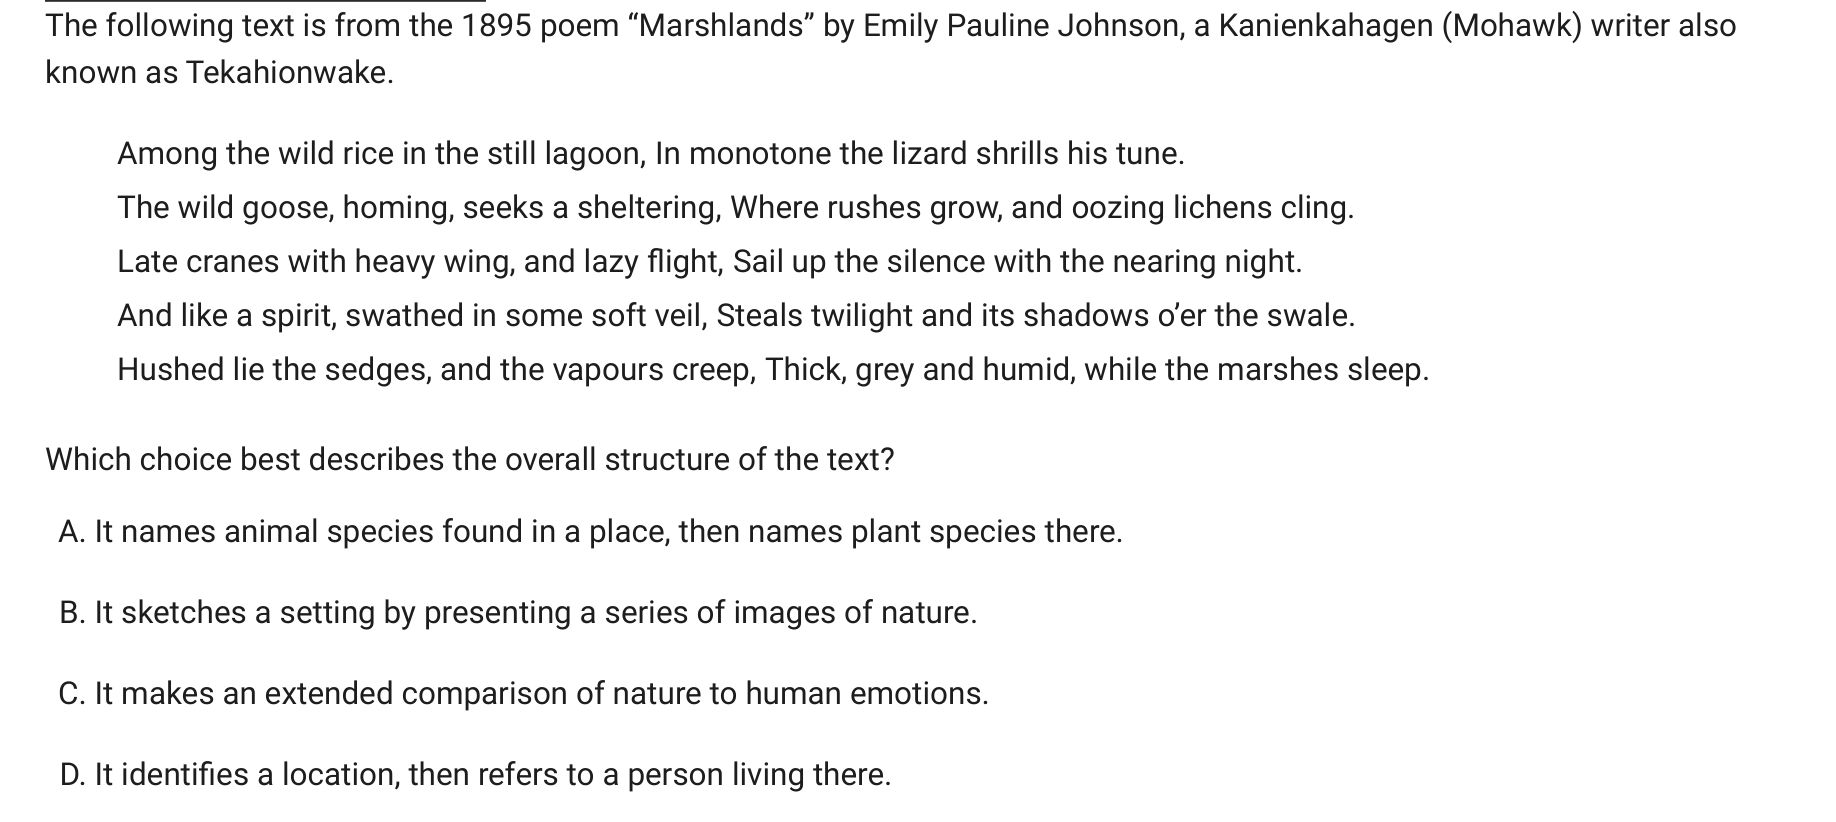 The following text is from the 1895 poem “Marshlands” by Emily Pauline Johnson, a Kanienkahagen (Mohawk) writer also
known as Tekahionwake.
Among the wild rice in the still lagoon, In monotone the lizard shrills his tune.
The wild goose, homing, seeks a sheltering, Where rushes grow, and oozing lichens cling.
Late cranes with heavy wing, and lazy flight, Sail up the silence with the nearing night.
And like a spirit, swathed in some soft veil, Steals twilight and its shadows o’er the swale.
Hushed lie the sedges, and the vapours creep, Thick, grey and humid, while the marshes sleep.
Which choice best describes the overall structure of the text?
A. It names animal species found in a place, then names plant species there.
B. It sketches a setting by presenting a series of images of nature.
C. It makes an extended comparison of nature to human emotions.
D. It identifies a location, then refers to a person living there.